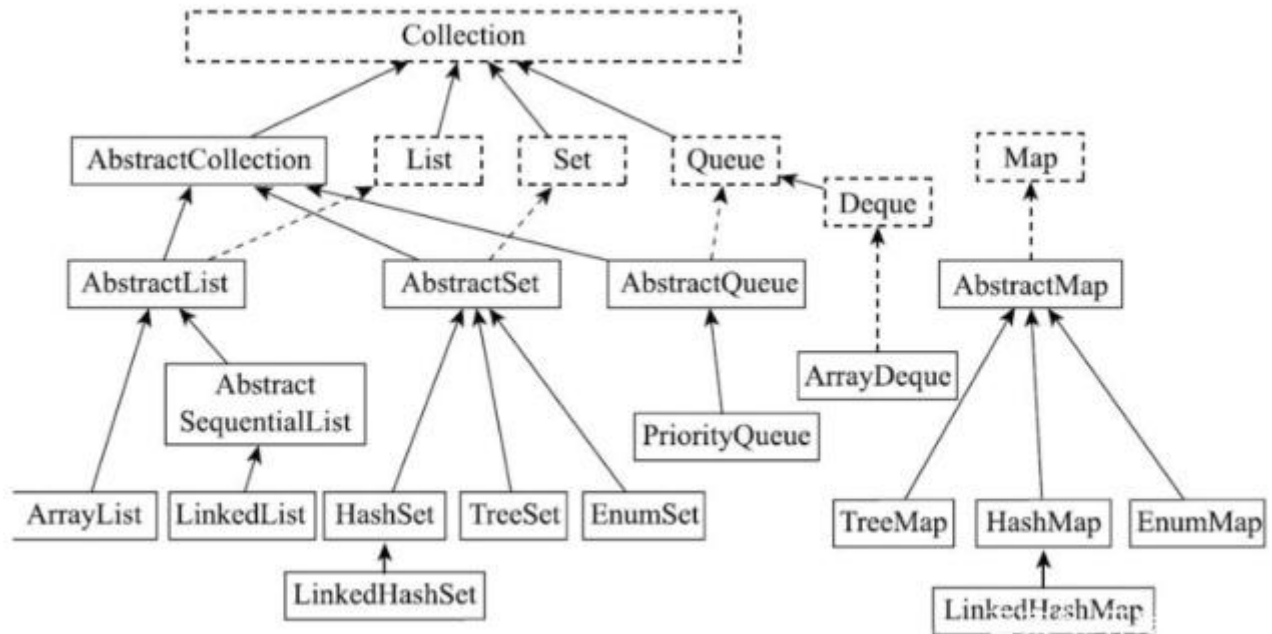 Collection
AbstractCollection
List
Set
Queue
Map
Deque
AbstractList
AbstractSet
AbstractQueue
AbstractMap
Abstract
SequentialList
ArrayDeque
PriorityQueue
ArrayList
LinkedList
HashSet
TreeSet
EnumSet
TreeMap
HashMap
EnumMap
LinkedHashSet
LinkedHashMap